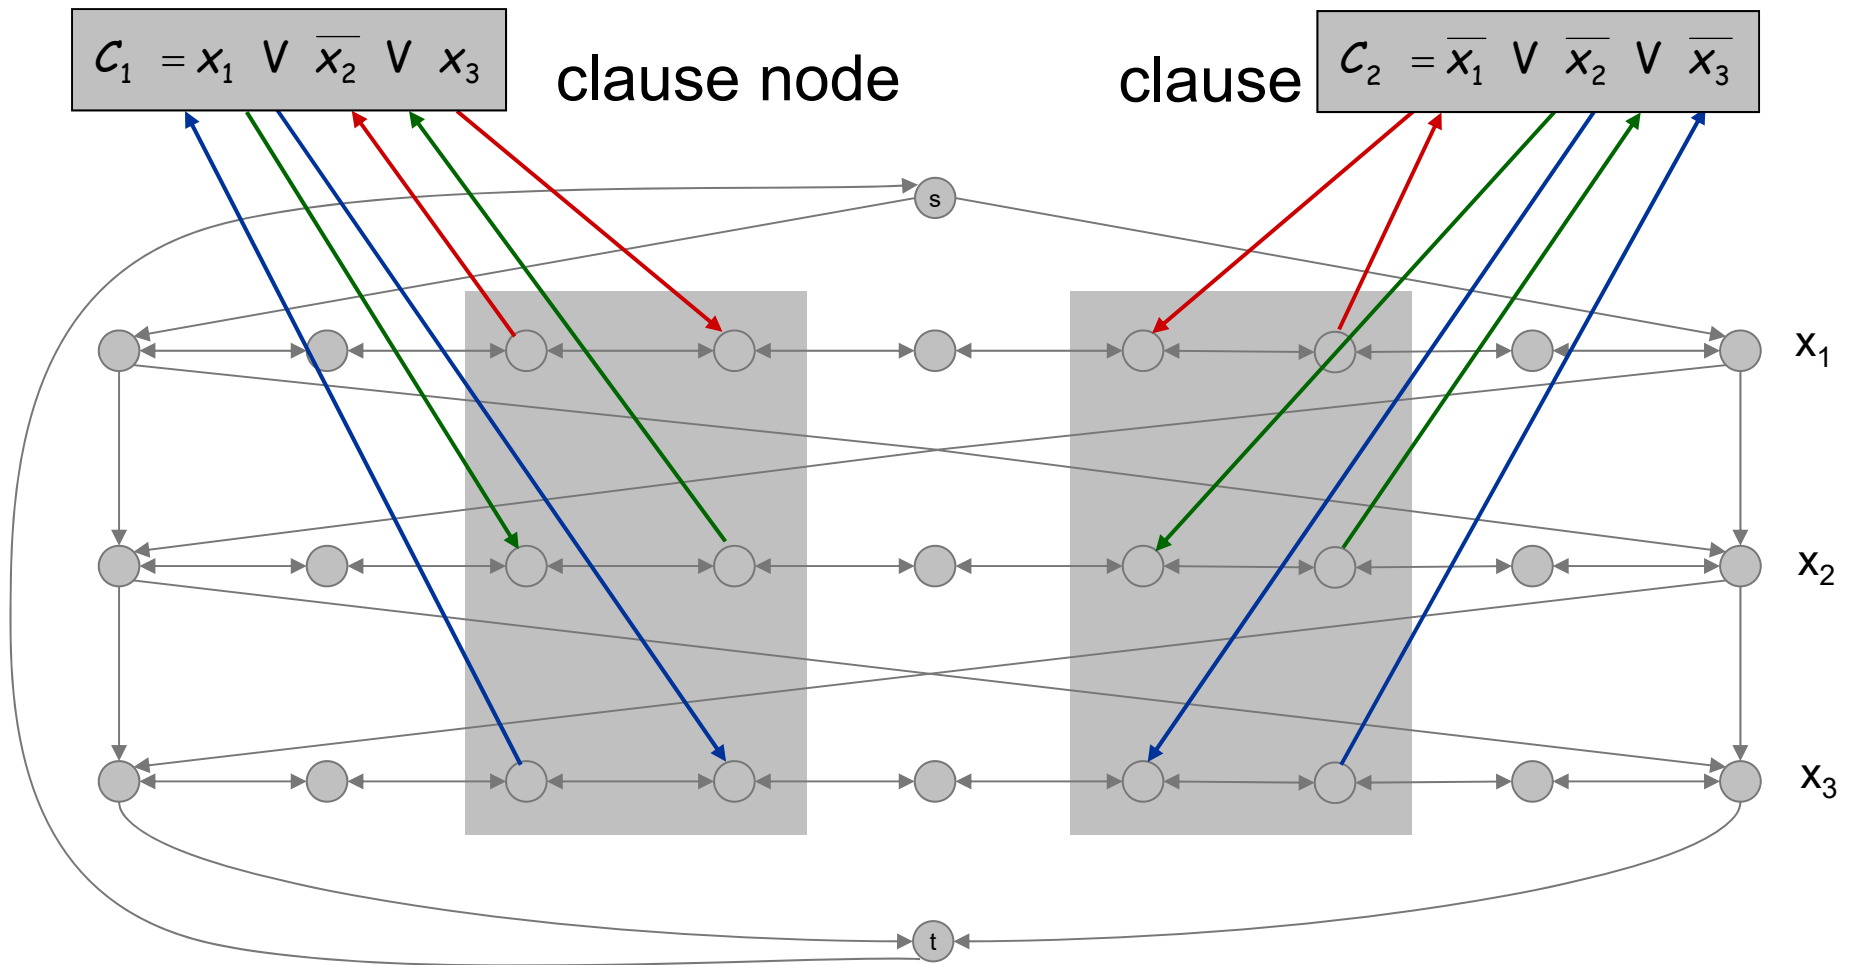 C₁ = x₁ V x̅₂ V x₃
clause node
clause
C₂ = x̅₁ V x̅₂ V x̅₃
s
x₁
x₂
x₃
t